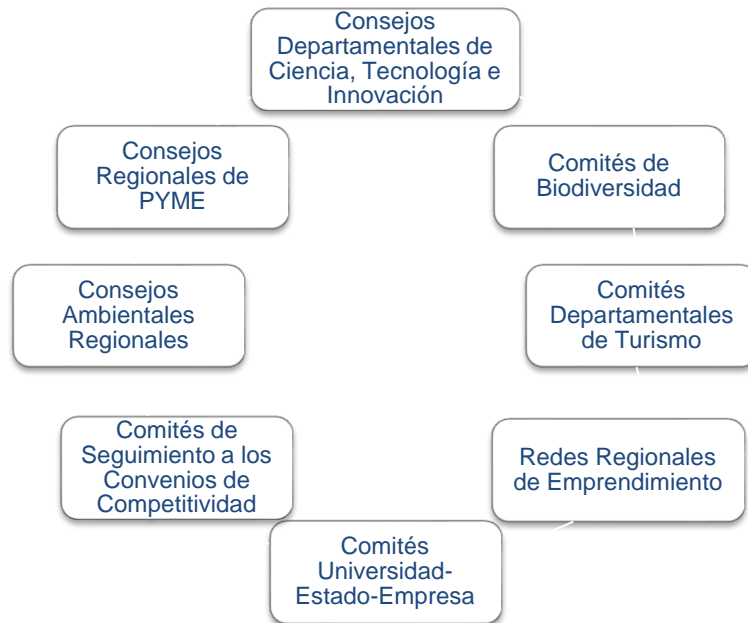 Consejos
Departamentales de
Ciencia, Tecnología e
Innovación
Consejos
Regionales de
PYME
Comités de
Biodiversidad
Consejos
Ambientales
Regionales
Comités
Departamentales
de Turismo
Comités de
Seguimiento a los
Convenios de
Competitividad
Redes Regionales
de Emprendimiento
Comités
Universidad-
Estado-Empresa